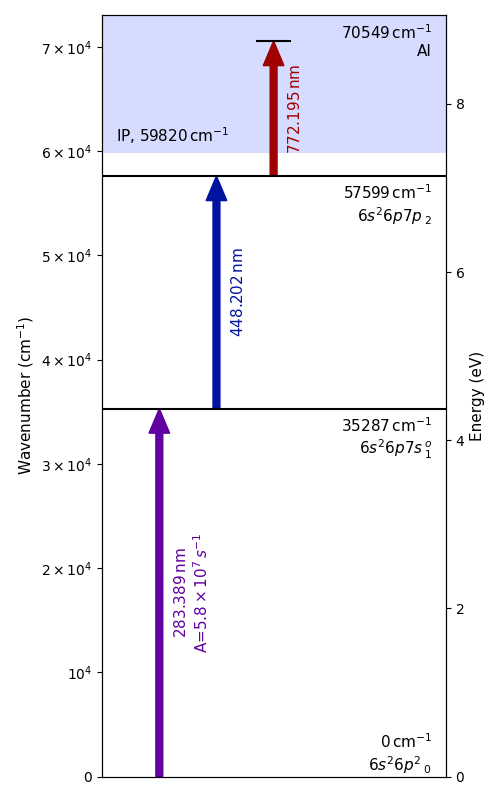 70549 cm⁻¹
AI
IP, 59820 cm⁻¹
772.195 nm
57599 cm⁻¹
6s²6p7p ₂
448.202 nm
35287 cm⁻¹
6s²6p7s ᵒ₁
283.389 nm
A=5.8 × 10⁷ s⁻¹
0 cm⁻¹
6s²6p² ₀
Wavenumber (cm⁻¹)
7 × 10⁴
6 × 10⁴
5 × 10⁴
4 × 10⁴
3 × 10⁴
2 × 10⁴
10⁴
0
Energy (eV)
8
6
4
2
0